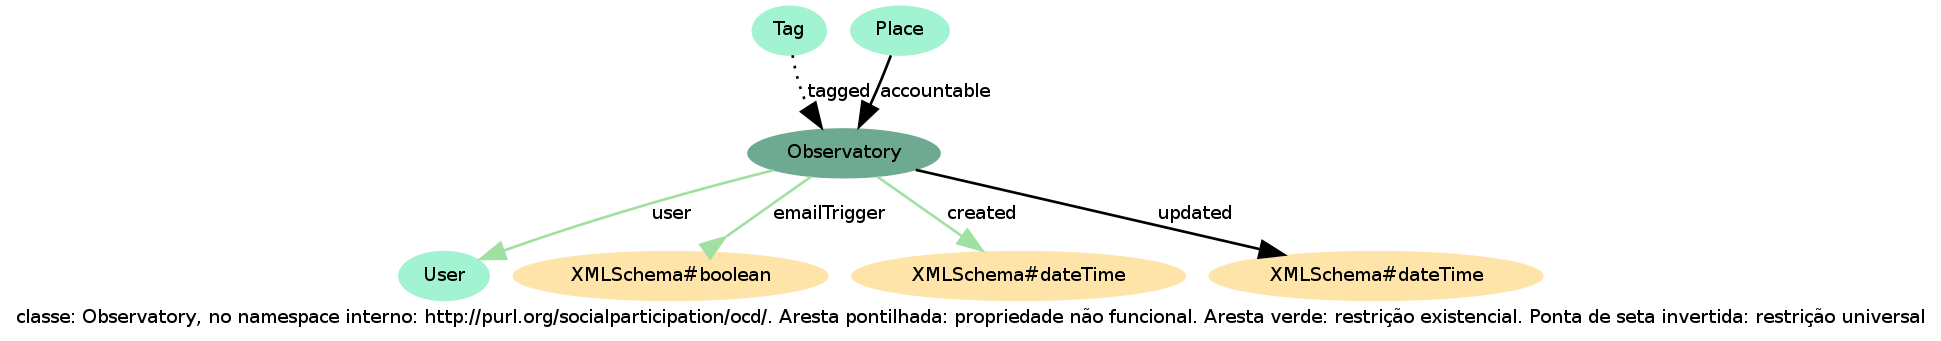 Tag
Place
tagged
accountable
Observatory
user
emailTrigger
created
updated
User
XMLSchema#boolean
XMLSchema#dateTime
XMLSchema#dateTime
classe: Observatory, no namespace interno: http://purl.org/socialparticipation/ocd/. Aresta pontilhada: propriedade não funcional. Aresta verde: restrição existencial. Ponta de seta invertida: restrição universal